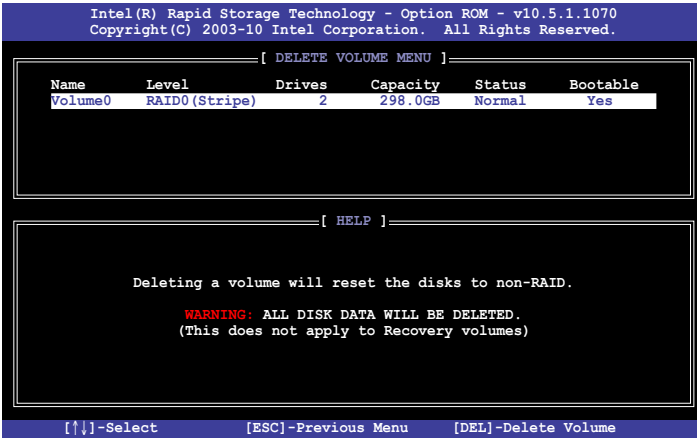 Intel(R) Rapid Storage Technology - Option ROM - v10.5.1.1070
Copyright(C) 2003-10 Intel Corporation. All Rights Reserved.
[ DELETE VOLUME MENU ]
Name Level Drives Capacity Status Bootable
Volume0 RAID0(Stripe) 2 298.0GB Normal Yes
[ HELP ]
Deleting a volume will reset the disks to non-RAID.
WARNING: ALL DISK DATA WILL BE DELETED.
(This does not apply to Recovery volumes)
[↑↓]-Select [ESC]-Previous Menu [DEL]-Delete Volume